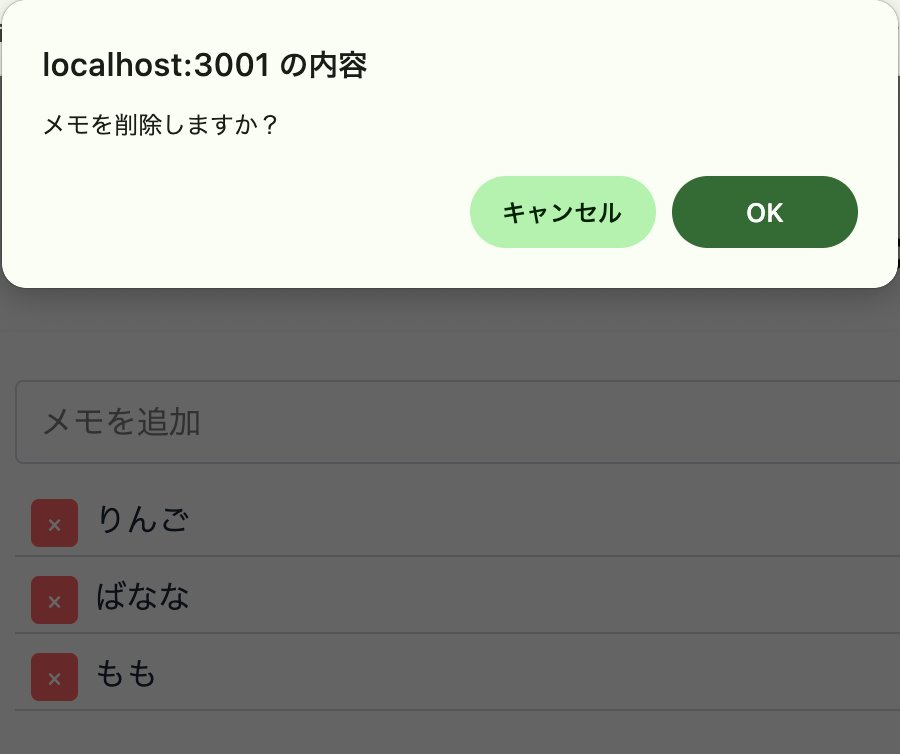 localhost:3001 の内容
メモを削除しますか？
キャンセル OK
メモを追加
× りんご
× ばなな
× もも